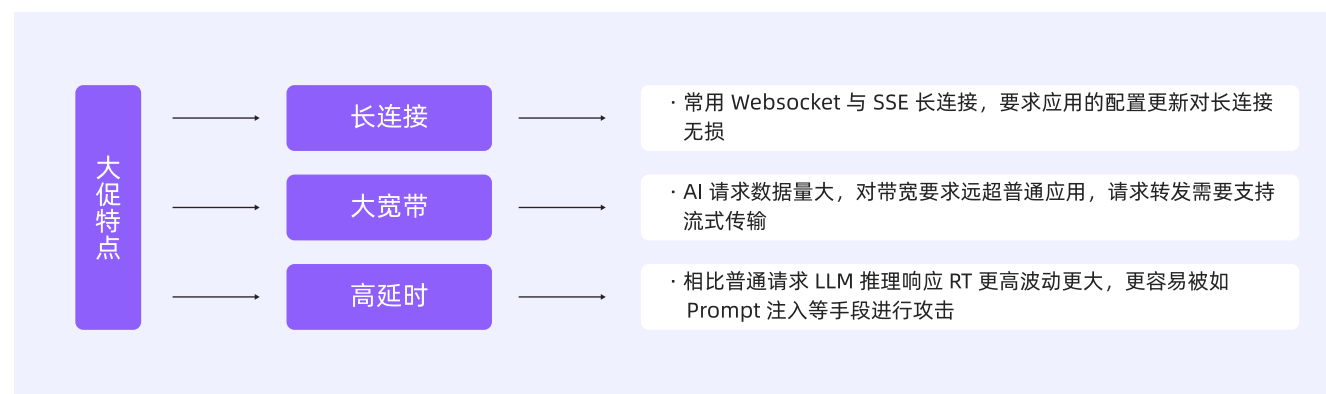 大促特点
长连接
· 常用 Websocket 与 SSE 长连接，要求应用的配置更新对长连接
无损
大宽带
· AI 请求数据量大，对带宽要求远超普通应用，请求转发需要支持
流式传输
高延时
· 相比普通请求 LLM 推理响应 RT 更高波动更大，更容易被如
Prompt 注入等手段进行攻击